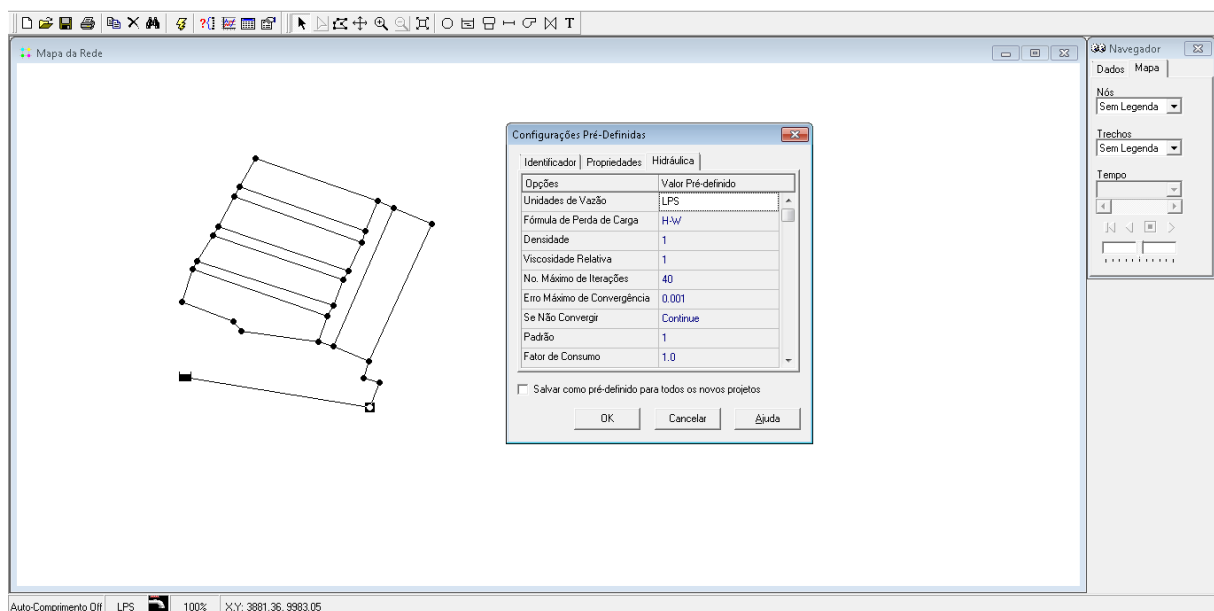 T
Mapa da Rede
Navegador
Dados Mapa
Nós
Sem Legenda
Trechos
Sem Legenda
Tempo
Configurações Pré-Definidas
Identificador Propriedades Hidráulica
Opções Valor Pré-definido
Unidades de Vazão LPS
Fórmula de Perda de Carga H-W
Densidade 1
Viscosidade Relativa 1
No. Máximo de Iterações 40
Erro Máximo de Convergência 0.001
Se Não Convergir Continue
Padrão 1
Fator de Consumo 1.0
Salvar como pré-definido para todos os novos projetos
OK Cancelar Ajuda
Auto-Comprimento Off LPS 100% X,Y: 3881.36, 9983.05